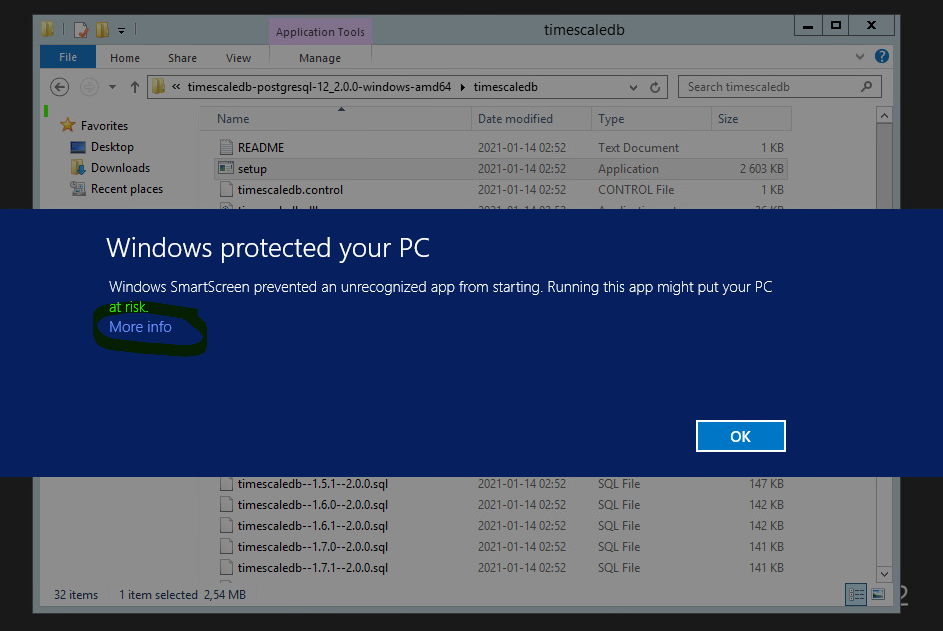 timescaledb
Application Tools
File Home Share View Manage
« timescaledb-postgresql-12_2.0.0-windows-amd64 timescaledb Search timescaledb
Favorites
Desktop
Downloads
Recent places
Name Date modified Type Size
README 2021-01-14 02:52 Text Document 1 KB
setup 2021-01-14 02:52 Application 2 603 KB
timescaledb.control 2021-01-14 02:52 CONTROL File 1 KB
Windows protected your PC
Windows SmartScreen prevented an unrecognized app from starting. Running this app might put your PC
at risk.
More info
OK
timescaledb--1.5.1--2.0.0.sql 2021-01-14 02:52 SQL File 147 KB
timescaledb--1.6.0--2.0.0.sql 2021-01-14 02:52 SQL File 142 KB
timescaledb--1.6.1--2.0.0.sql 2021-01-14 02:52 SQL File 142 KB
timescaledb--1.7.0--2.0.0.sql 2021-01-14 02:52 SQL File 141 KB
timescaledb--1.7.1--2.0.0.sql 2021-01-14 02:52 SQL File 141 KB
32 items 1 item selected 2,54 MB
2